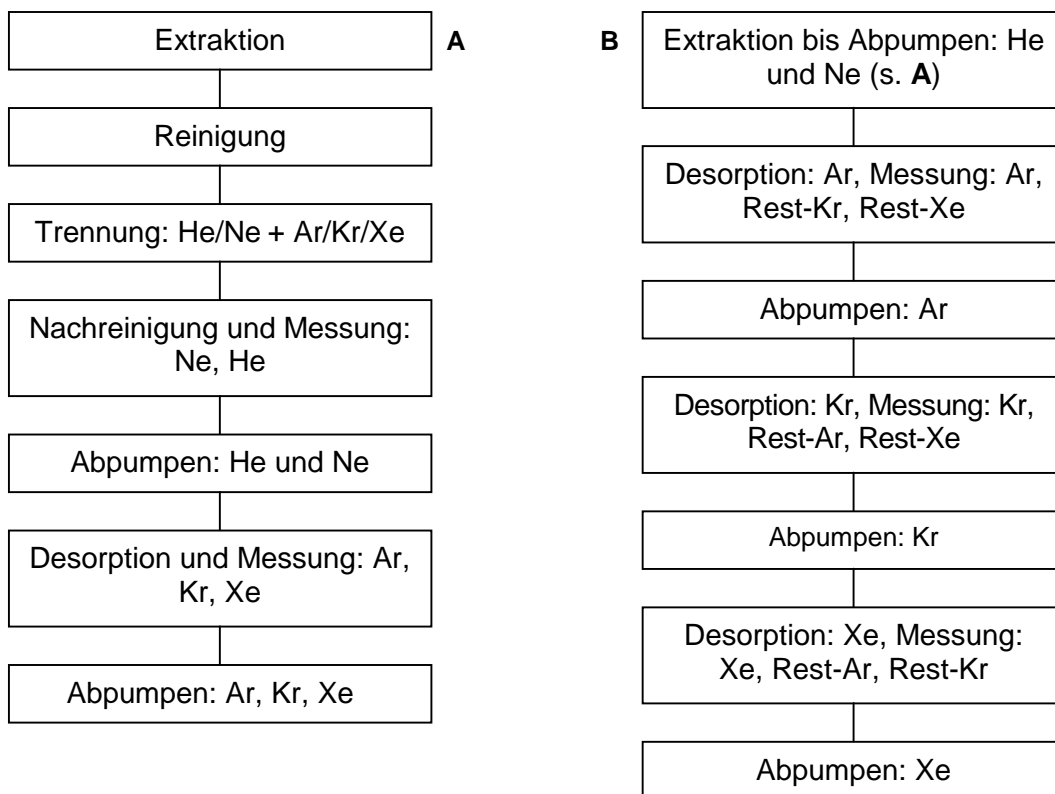 A
Extraktion
Reinigung
Trennung: He/Ne + Ar/Kr/Xe
Nachreinigung und Messung:
Ne, He
Abpumpen: He und Ne
Desorption und Messung: Ar,
Kr, Xe
Abpumpen: Ar, Kr, Xe
B
Extraktion bis Abpumpen: He
und Ne (s. A)
Desorption: Ar, Messung: Ar,
Rest-Kr, Rest-Xe
Abpumpen: Ar
Desorption: Kr, Messung: Kr,
Rest-Ar, Rest-Xe
Abpumpen: Kr
Desorption: Xe, Messung:
Xe, Rest-Ar, Rest-Kr
Abpumpen: Xe